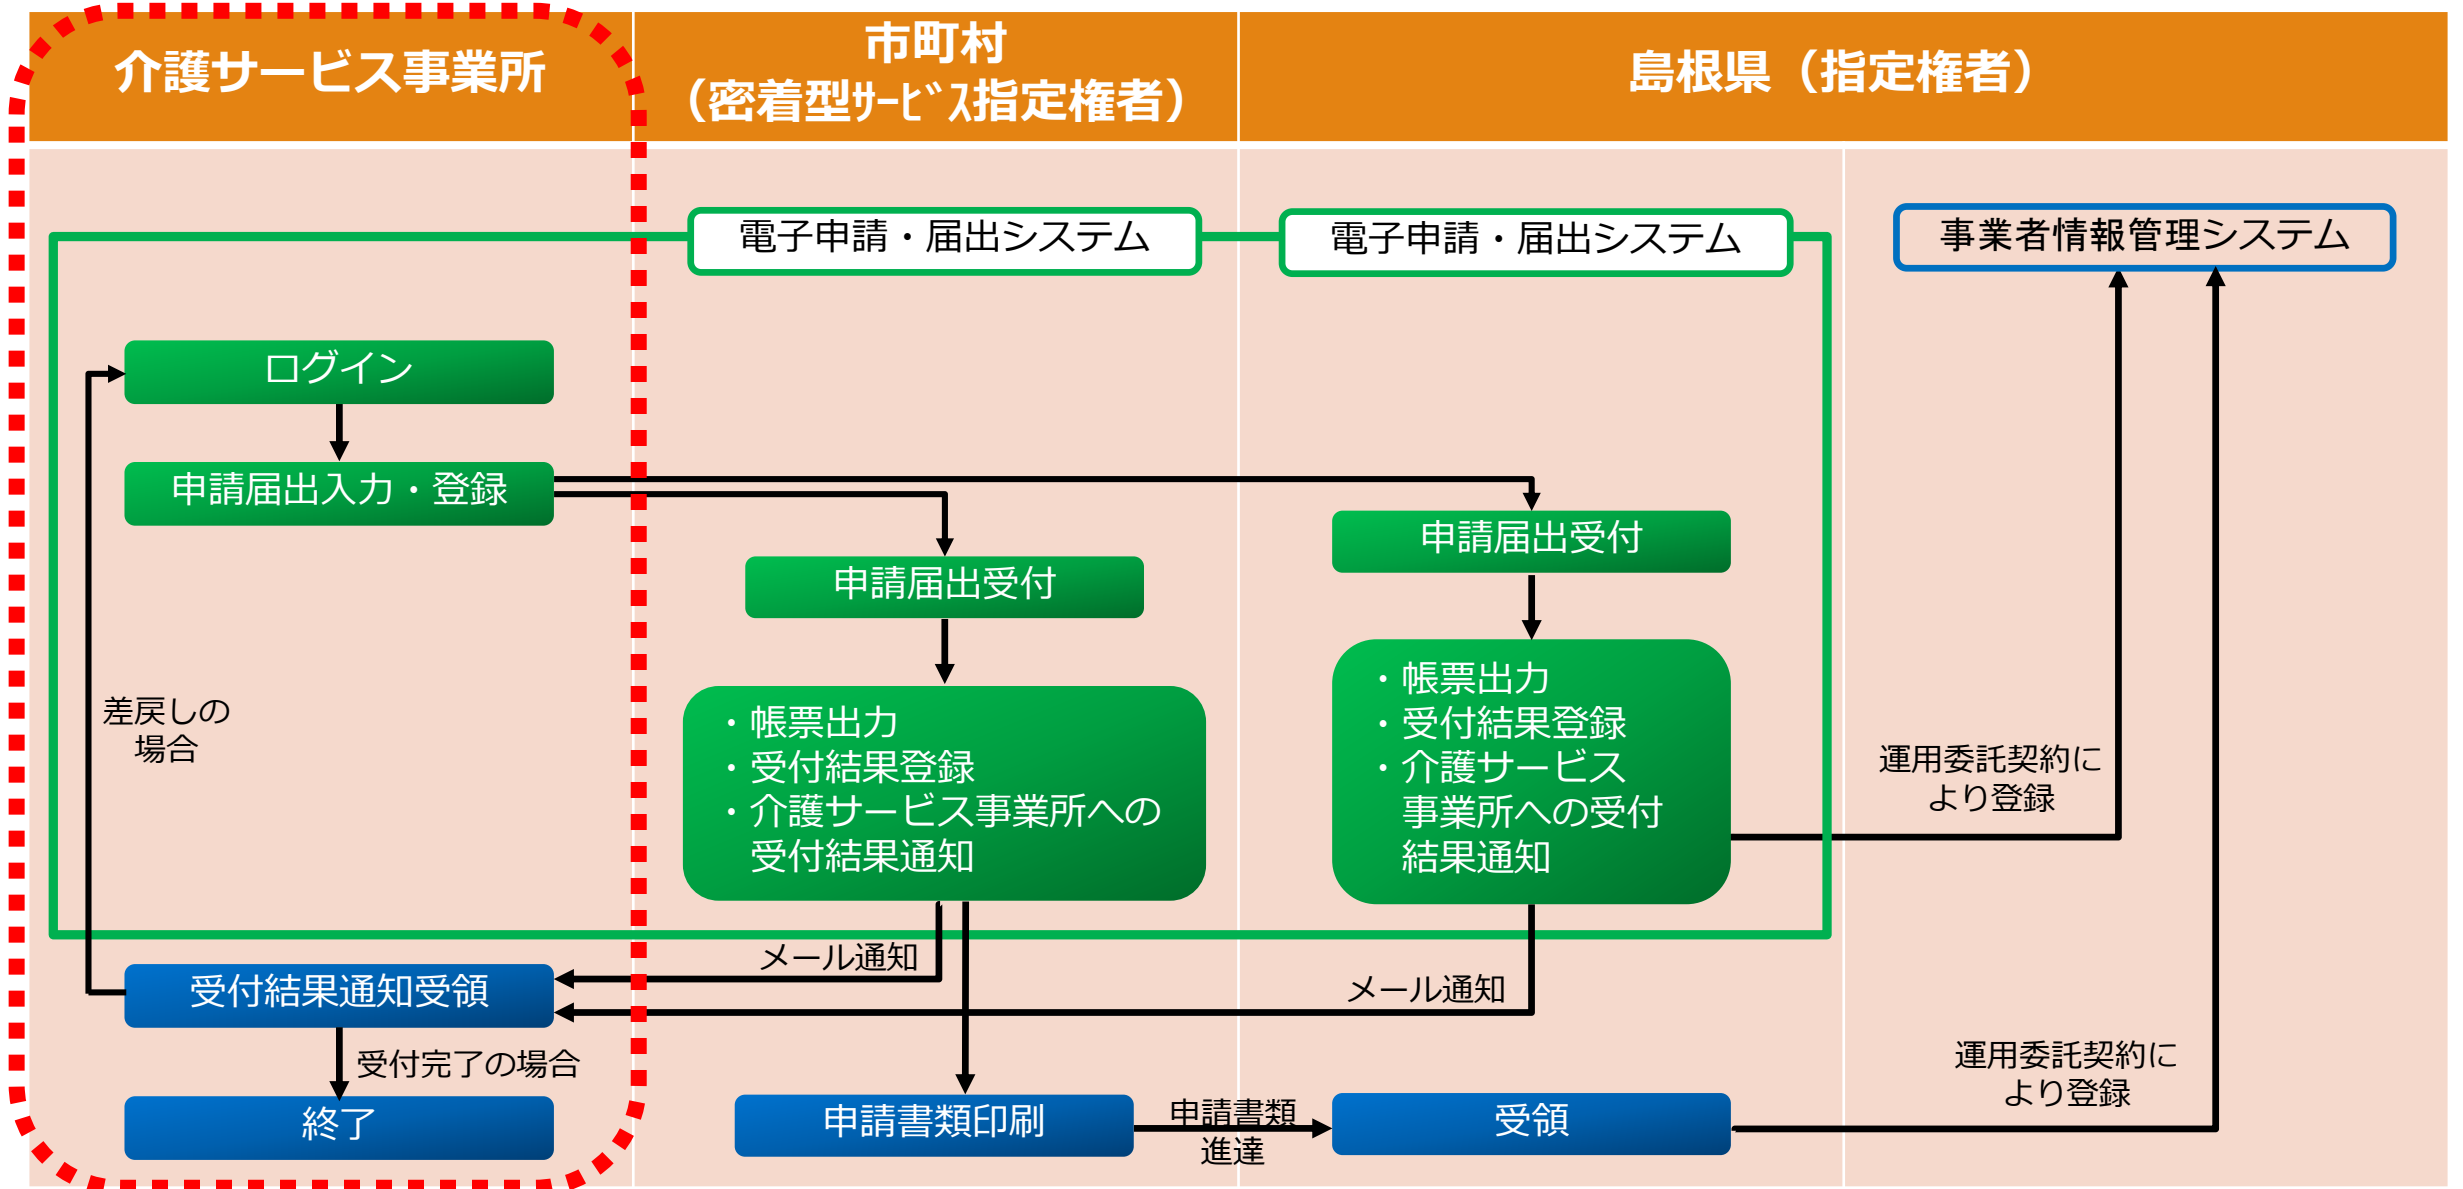 介護サービス事業所
市町村
（密着型ｻｰﾋﾞｽ指定権者）
島根県（指定権者）
電子申請・届出システム
電子申請・届出システム
事業者情報管理システム
ログイン
申請届出入力・登録
申請届出受付
申請届出受付
・帳票出力
・受付結果登録
・介護サービス事業所への
受付結果通知
・帳票出力
・受付結果登録
・介護サービス
事業所への受付
結果通知
差戻しの
場合
運用委託契約に
より登録
メール通知
メール通知
受付結果通知受領
受付完了の場合
終了
申請書類印刷
申請書類
進達
受領
運用委託契約に
より登録